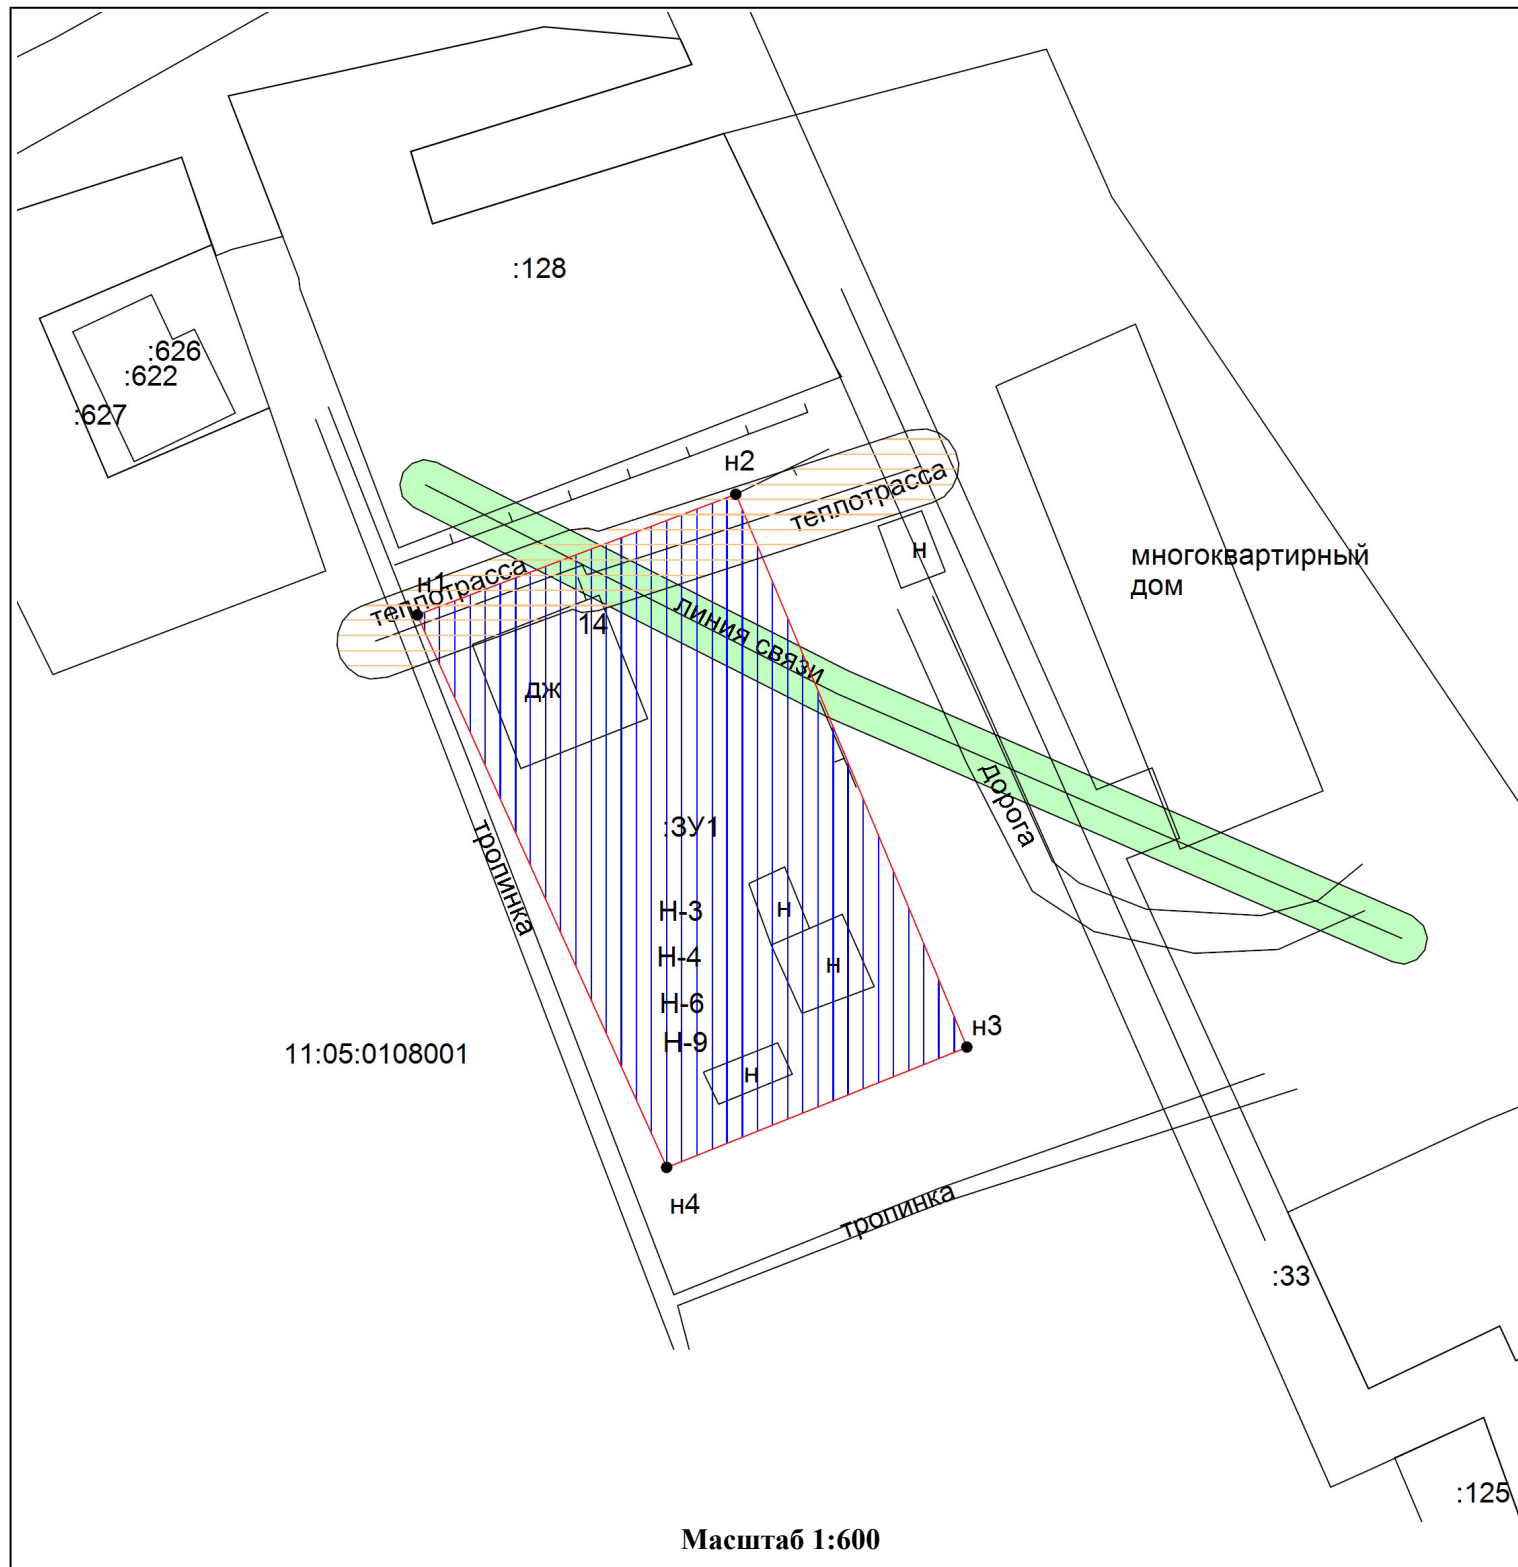 :128
:626
:622
:627
н2
теплотрасса
н
многоквартирный
дом
н1
теплотрасса
14
линия связи
дж
дорога
:ЗУ1
тропинка
Н-3
н
Н-4
н
Н-6
н3
Н-9
11:05:0108001
н
н4
тропинка
:33
:125
Масштаб 1:600